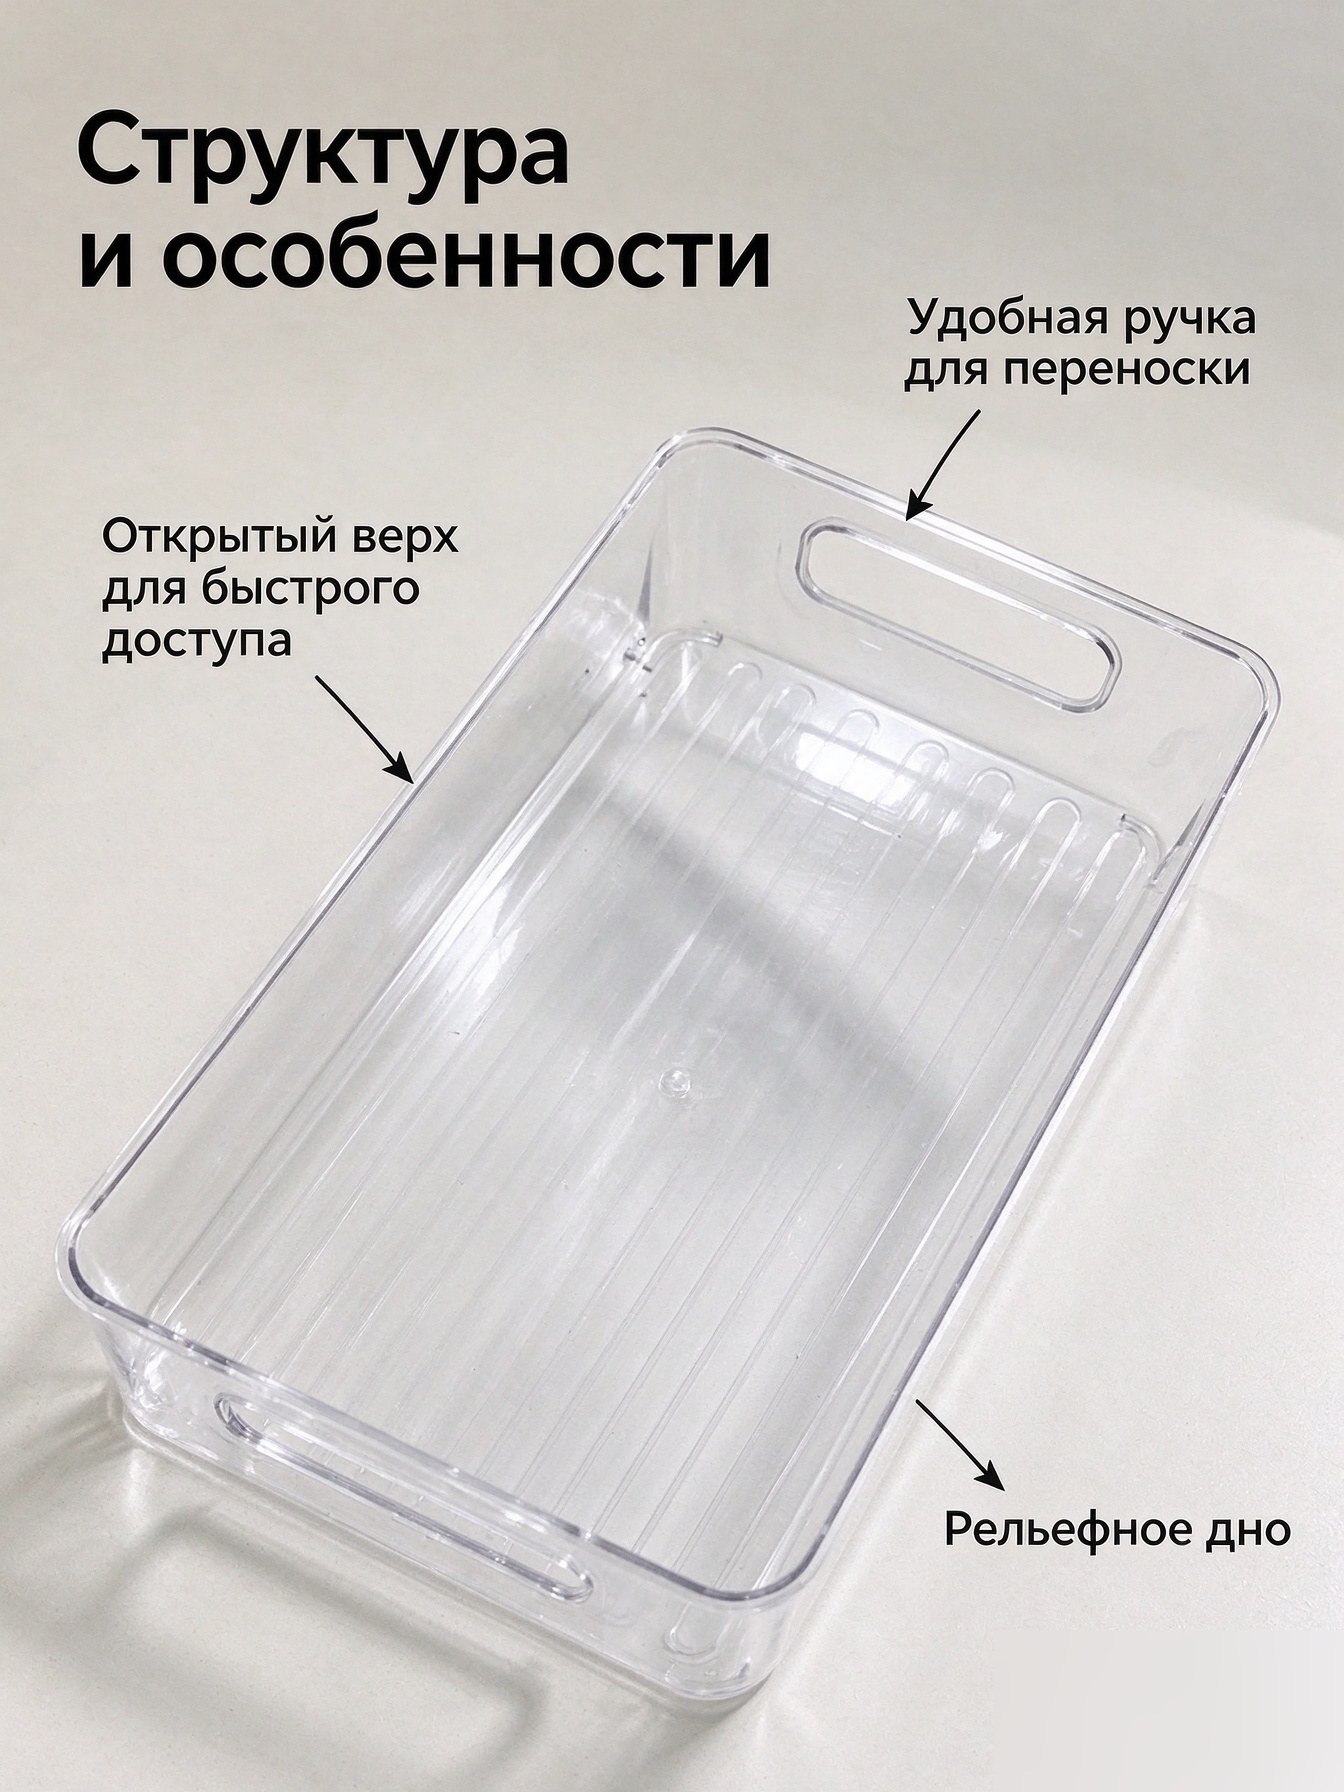 Структура
и особенности
Удобная ручка
для переноски
Открытый верх
для быстрого
доступа
Рельефное дно